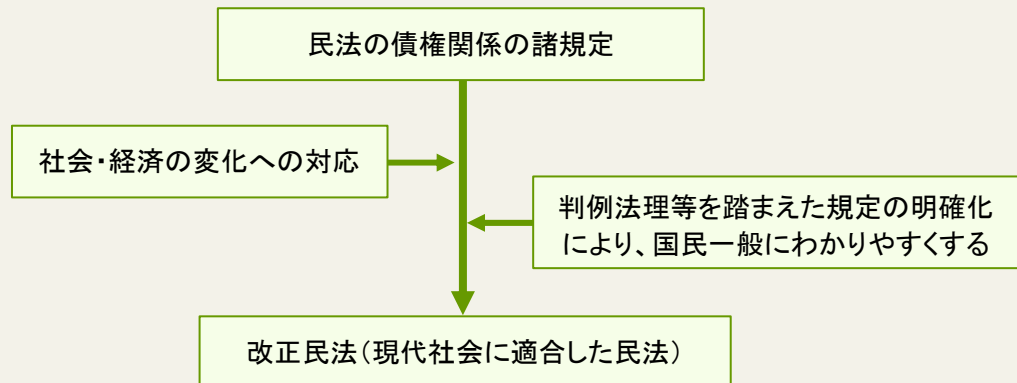 民法の債権関係の諸規定
社会・経済の変化への対応
判例法理等を踏まえた規定の明確化
により、国民一般にわかりやすくする
改正民法（現代社会に適合した民法）